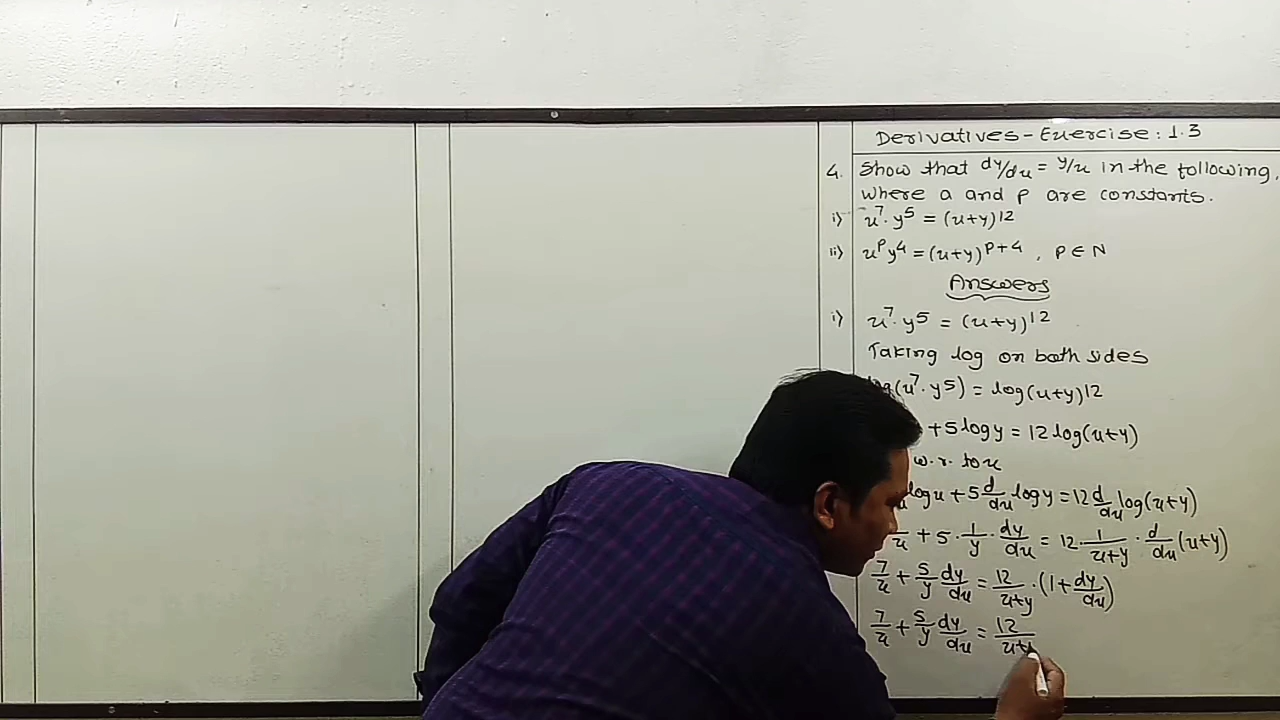 Derivatives - Exercise : 1.3
4. Show that dy/dx = y/x in the following,
where a and p are constants.
i) x⁷. y⁵ = (x+y)¹²
ii) xᵖ y⁴ = (x+y)ᵖ⁺⁴ , p ∈ N
Answers
i) x⁷. y⁵ = (x+y)¹²
Taking log on both sides
(x⁷. y⁵) = log(x+y)¹²
+ 5 log y = 12 log(x+y)
w.r. to x
log x + 5 d/dx log y = 12 d/dx log(x+y)
/x + 5 . 1/y . dy/dx = 12 . 1/x+y . d/dx (x+y)
7/x + 5/y dy/dx = 12/x+y . (1 + dy/dx)
7/x + 5/y dy/dx = 12/x+y